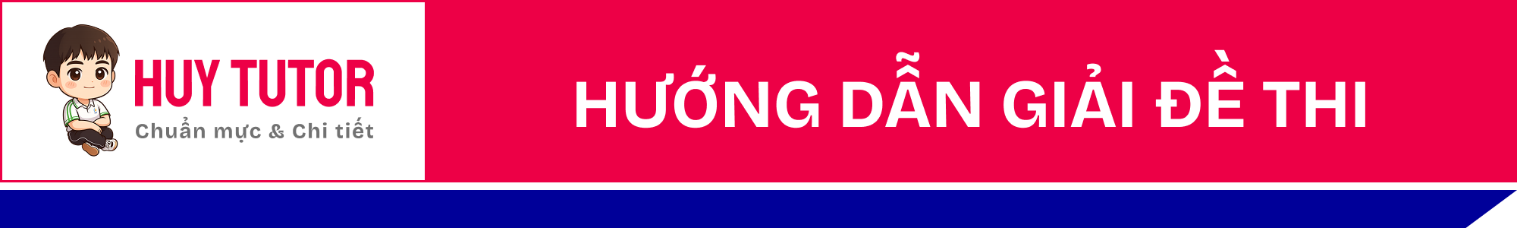 HUY TUTOR
Chuẩn mực & Chi tiết
HƯỚNG DẪN GIẢI ĐỀ THI